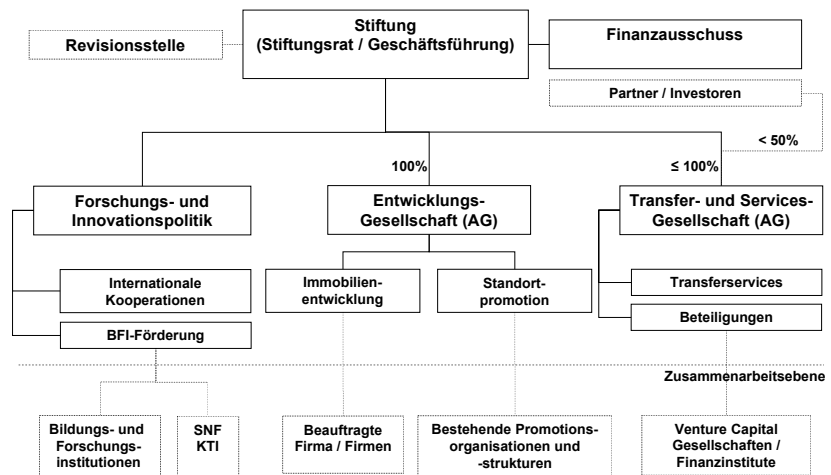 Stiftung
(Stiftungsrat / Geschäftsführung)
Revisionsstelle
Finanzausschuss
Partner / Investoren
< 50%
100%
≤ 100%
Forschungs- und
Innovationspolitik
Entwicklungs-
Gesellschaft (AG)
Transfer- und Services-
Gesellschaft (AG)
Internationale
Kooperationen
Immobilien-
entwicklung
Standort-
promotion
Transferservices
BFI-Förderung
Beteiligungen
Zusammenarbeitsebene
Bildungs- und
Forschungs-
institutionen
SNF
KTI
Beauftragte
Firma / Firmen
Bestehende Promotions-
organisationen und
-strukturen
Venture Capital
Gesellschaften /
Finanzinstitute